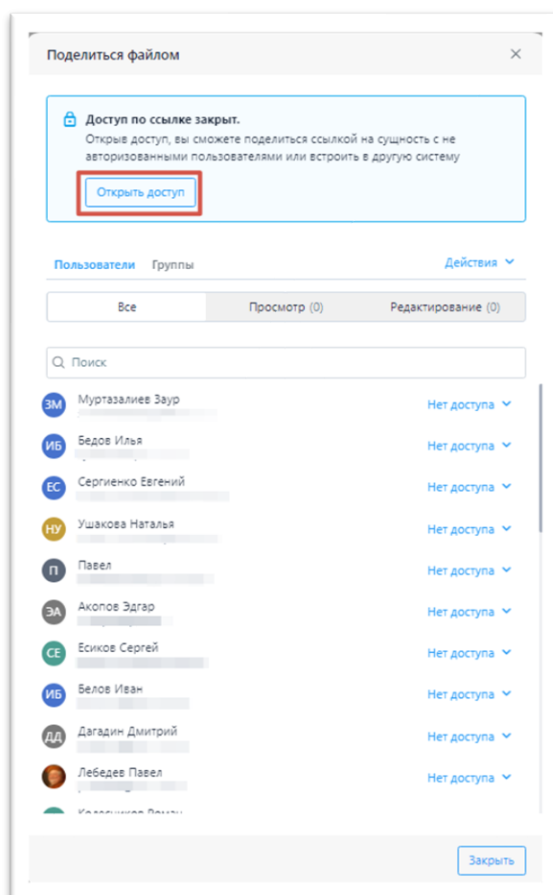 Поделиться файлом
Доступ по ссылке закрыт.
Открыв доступ, вы сможете поделиться ссылкой на сущность с не
авторизованными пользователями или встроить в другую систему
Открыть доступ
Пользователи Группы Действия
Все Просмотр (0) Редактирование (0)
Поиск
ЗМ Муртазалиев Заур Нет доступа
ИБ Бедов Илья Нет доступа
ЕС Сергиенко Евгений Нет доступа
НУ Ушакова Наталья Нет доступа
П Павел Нет доступа
ЭА Акопов Эдгар Нет доступа
СЕ Есиков Сергей Нет доступа
ИБ Белов Иван Нет доступа
ДД Дагадин Дмитрий Нет доступа
Лебедев Павел Нет доступа
Закрыть